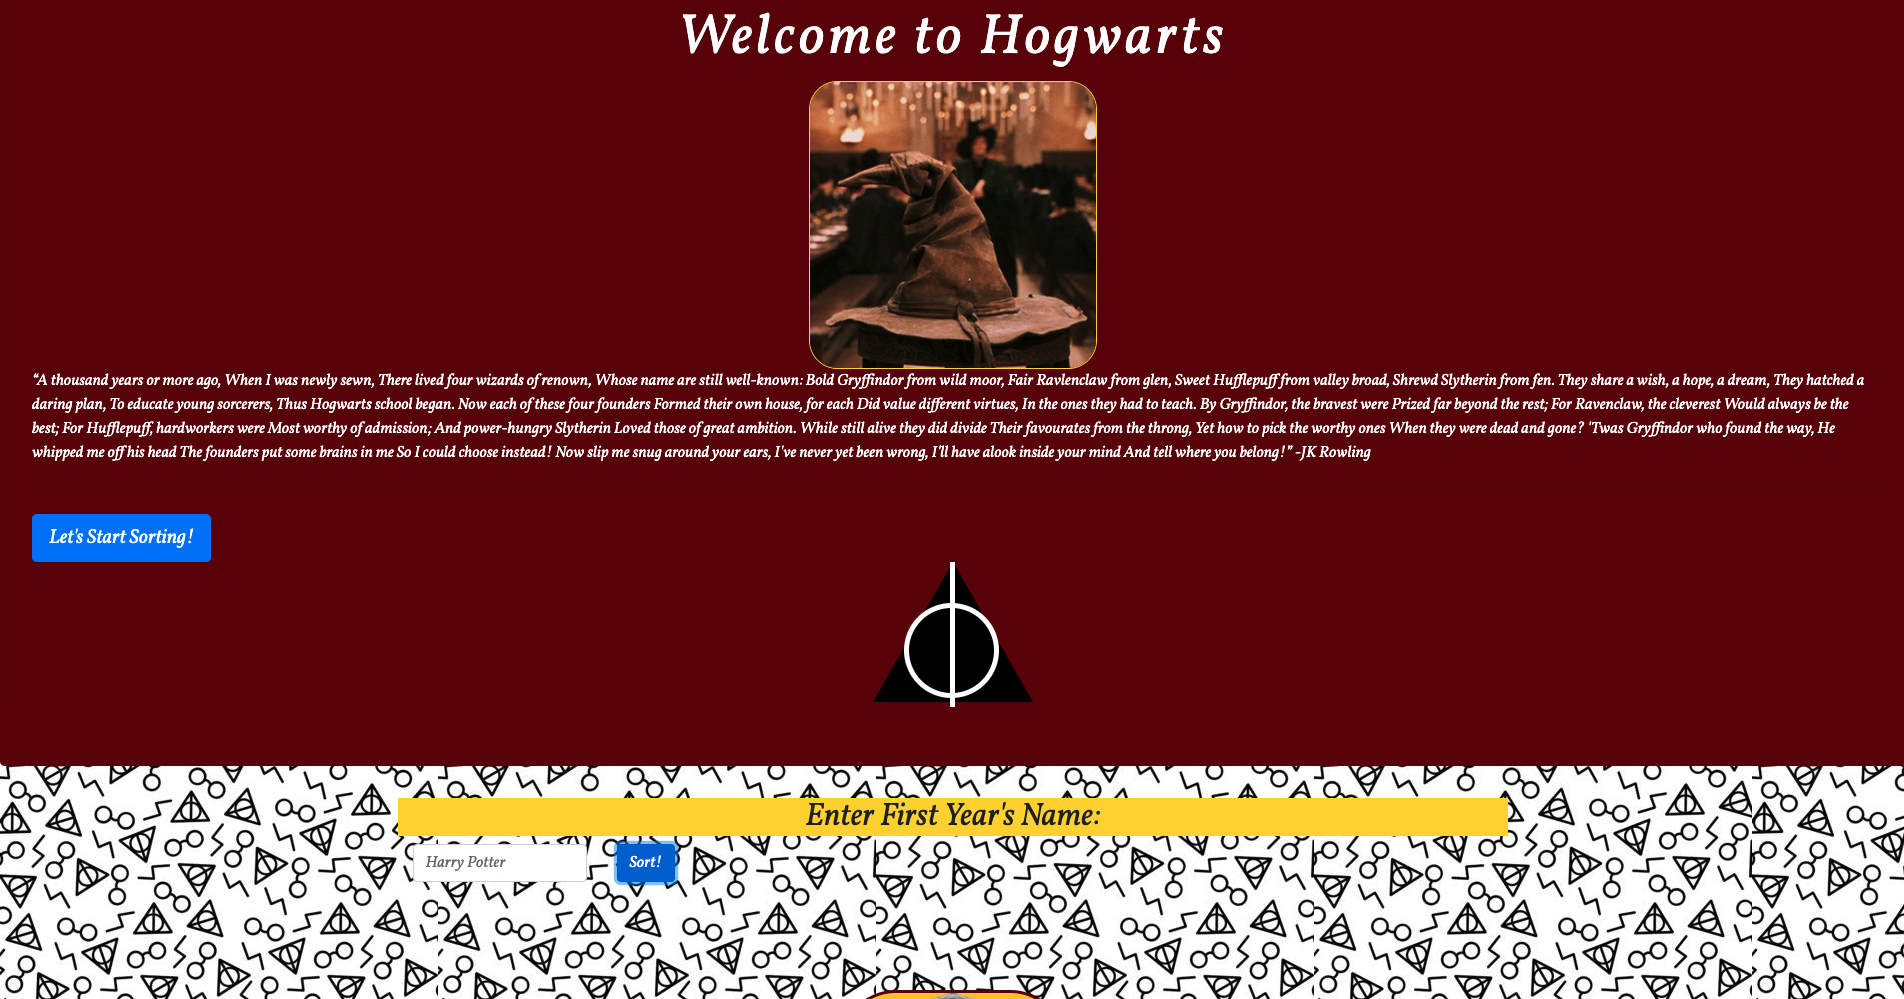 Welcome to Hogwarts
“A thousand years or more ago, When I was newly sewn, There lived four wizards of renown, Whose name are still well-known: Bold Gryffindor from wild moor, Fair Ravlenclaw from glen, Sweet Hufflepuff from valley broad, Shrewd Slytherin from fen. They share a wish, a hope, a dream, They hatched a
daring plan, To educate young sorcerers, Thus Hogwarts school began. Now each of these four founders Formed their own house, for each Did value different virtues, In the ones they had to teach. By Gryffindor, the bravest were Prized far beyond the rest; For Ravenclaw, the cleverest Would always be the
best; For Hufflepuff, hardworkers were Most worthy of admission; And power-hungry Slytherin Loved those of great ambition. While still alive they did divide Their favourates from the throng, Yet how to pick the worthy ones When they were dead and gone? 'Twas Gryffindor who found the way, He
whipped me off his head The founders put some brains in me So I could choose instead! Now slip me snug around your ears, I've never yet been wrong, I'll have alook inside your mind And tell where you belong!” -JK Rowling
Let's Start Sorting!
Enter First Year's Name:
Harry Potter
Sort!